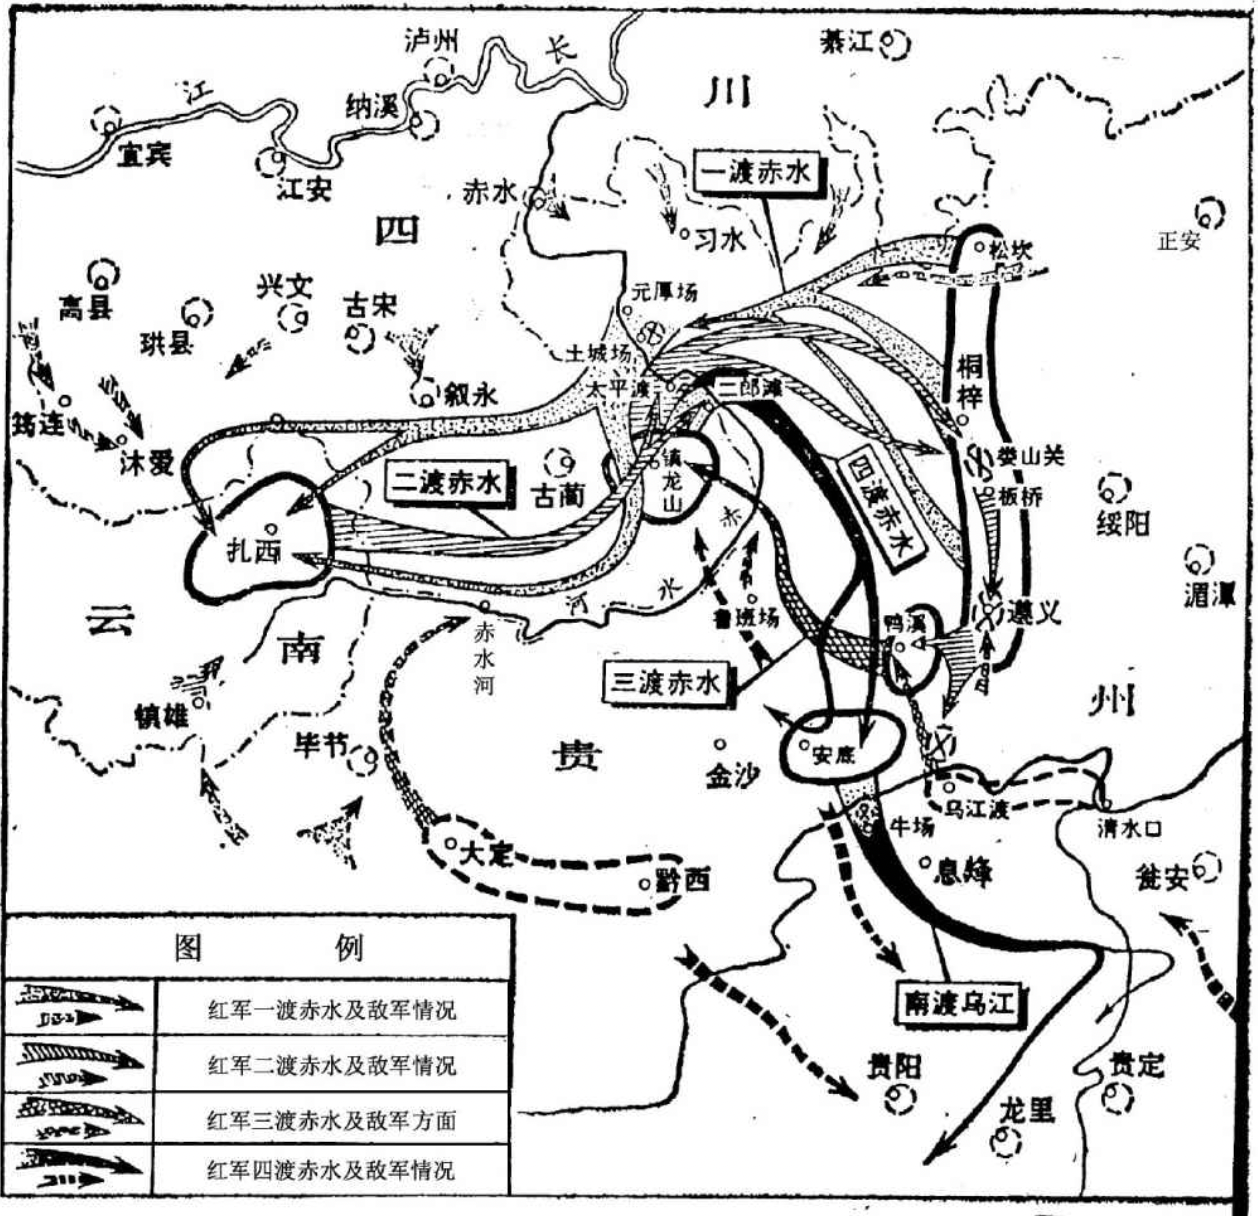 泸州
长
綦江
川
江
纳溪
宜宾
江安
一渡赤水
赤水
四
习水
正安
松坎
高县
兴文
古宋
珙县
元厚场
土城场
太平渡
二郎滩
桐梓
叙永
筠连
沐爱
娄山关
二渡赤水
古蔺
镇龙山
四渡赤水
板桥
绥阳
赤
扎西
湄潭
水
河
鲁班场
鸭溪
遵义
云
南
赤水河
三渡赤水
州
镇雄
毕节
贵
金沙
安底
乌江渡
清水口
牛场
大定
黔西
息烽
瓮安
图 例
红军一渡赤水及敌军情况
红军二渡赤水及敌军情况
红军三渡赤水及敌军方面
红军四渡赤水及敌军情况
南渡乌江
贵阳
贵定
龙里